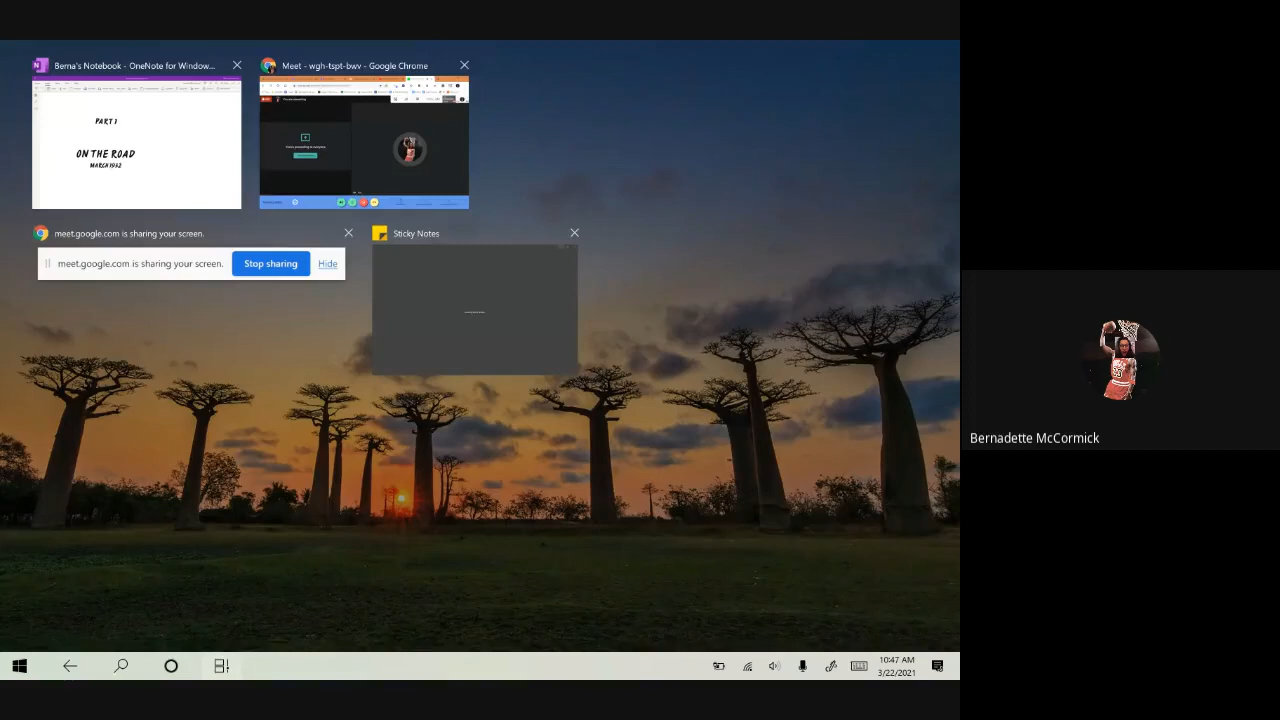 Berna's Notebook - OneNote for Window...
Meet - wgh-tspt-bwv - Google Chrome
PART 1
ON THE ROAD
MARCH 1932
meet.google.com is sharing your screen.
Sticky Notes
meet.google.com is sharing your screen.
Stop sharing
Hide
Bernadette McCormick
10:47 AM
3/22/2021